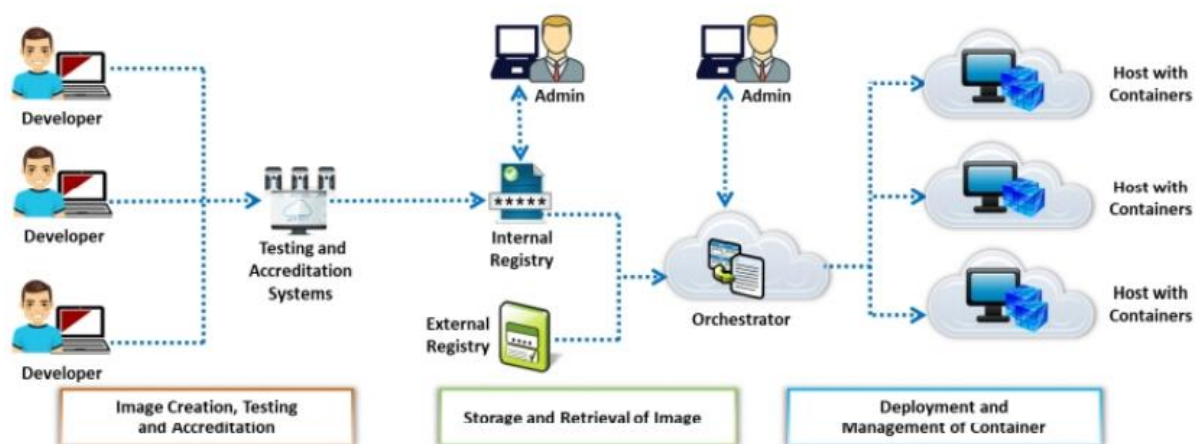 Developer
Developer
Developer
Testing and
Accreditation
Systems
Admin
*****
Internal
Registry
External
Registry
Admin
Orchestrator
Host with
Containers
Host with
Containers
Host with
Containers
Image Creation, Testing
and Accreditation
Storage and Retrieval of Image
Deployment and
Management of Container